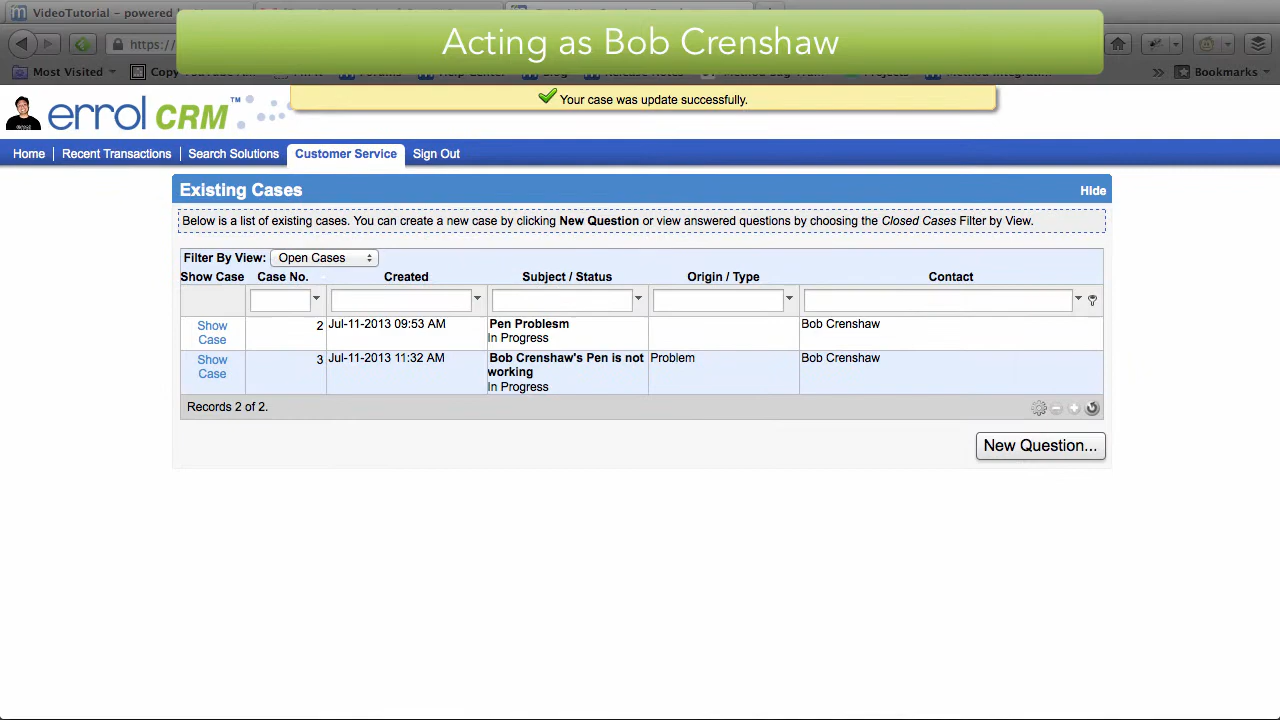 VideoTutorial – powered b
Acting as Bob Crenshaw
https://
Most Visited
Bookmarks
Your case was update successfully.
errol CRM™
Home
Recent Transactions
Search Solutions
Customer Service
Sign Out
Existing Cases
Hide
Below is a list of existing cases. You can create a new case by clicking New Question or view answered questions by choosing the Closed Cases Filter by View.
Filter By View: Open Cases
Show Case Case No. Created Subject / Status Origin / Type Contact
Show Case 2 Jul-11-2013 09:53 AM Pen Problesm In Progress Bob Crenshaw
Show Case 3 Jul-11-2013 11:32 AM Bob Crenshaw's Pen is not working In Progress Problem Bob Crenshaw
Records 2 of 2.
New Question...